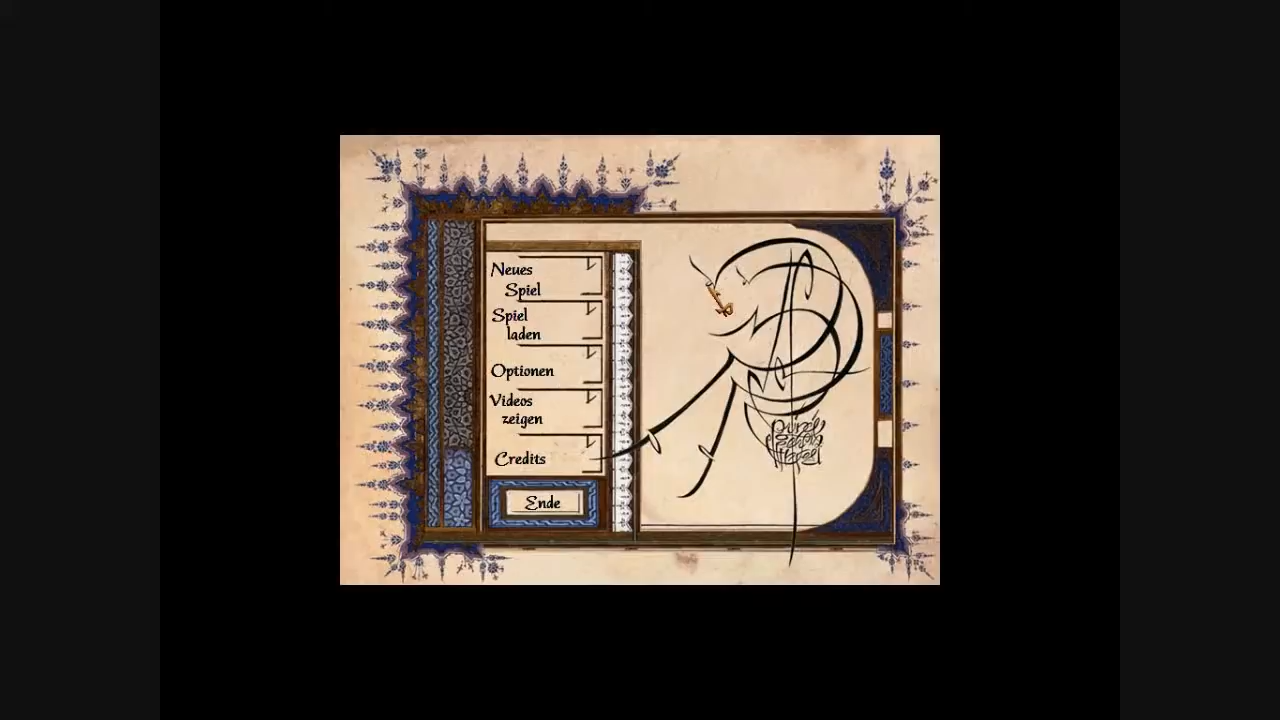 Neues
Spiel
Spiel
laden
Optionen
Videos
zeigen
Credits
Ende